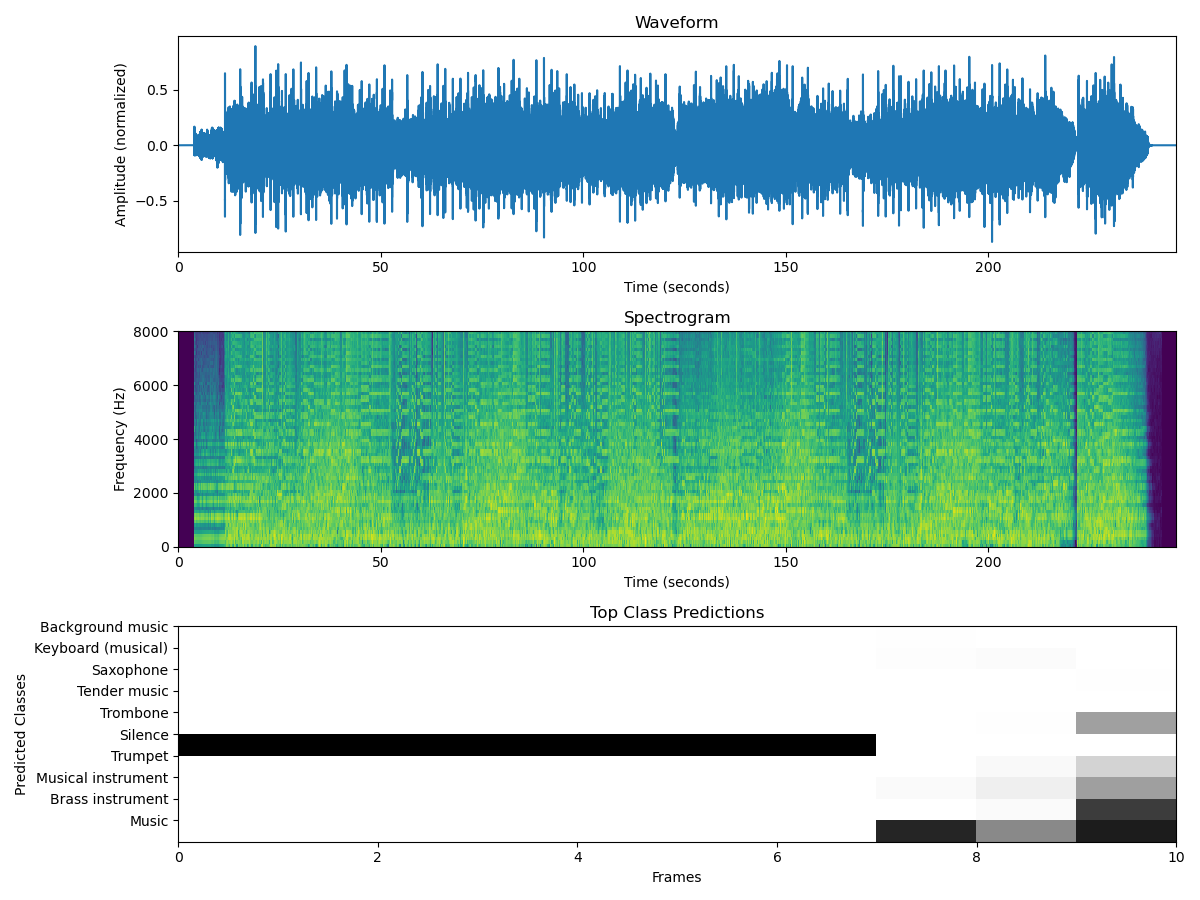 Waveform
Amplitude (normalized)
0.5
0.0
−0.5
0 50 100 150 200
Time (seconds)
Spectrogram
Frequency (Hz)
8000
6000
4000
2000
0
0 50 100 150 200
Time (seconds)
Top Class Predictions
Predicted Classes
Background music
Keyboard (musical)
Saxophone
Tender music
Trombone
Silence
Trumpet
Musical instrument
Brass instrument
Music
0 2 4 6 8 10
Frames